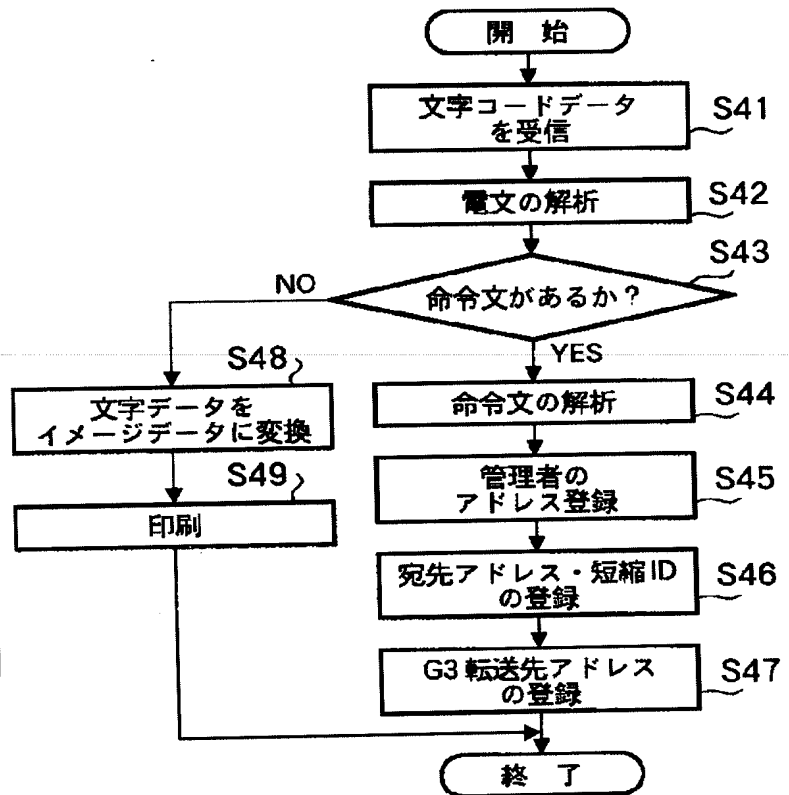 開 始
文字コードデータ
を受信
S41
電文の解析
S42
命令文があるか？
S43
NO
YES
S48
文字データを
イメージデータに変換
S49
印刷
命令文の解析
S44
管理者の
アドレス登録
S45
宛先アドレス・短縮ID
の登録
S46
G3転送先アドレス
の登録
S47
終 了